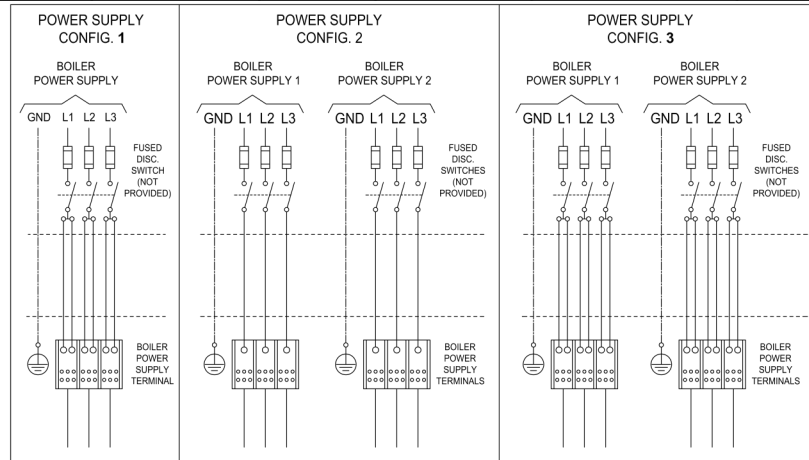 POWER SUPPLY
CONFIG. 1
BOILER
POWER SUPPLY
GND L1 L2 L3
FUSED
DISC.
SWITCH
(NOT
PROVIDED)
BOILER
POWER
SUPPLY
TERMINAL
POWER SUPPLY
CONFIG. 2
BOILER
POWER SUPPLY 1
BOILER
POWER SUPPLY 2
GND L1 L2 L3
GND L1 L2 L3
FUSED
DISC.
SWITCHES
(NOT
PROVIDED)
BOILER
POWER
SUPPLY
TERMINALS
POWER SUPPLY
CONFIG. 3
BOILER
POWER SUPPLY 1
BOILER
POWER SUPPLY 2
GND L1 L2 L3
GND L1 L2 L3
FUSED
DISC.
SWITCHES
(NOT
PROVIDED)
BOILER
POWER
SUPPLY
TERMINALS